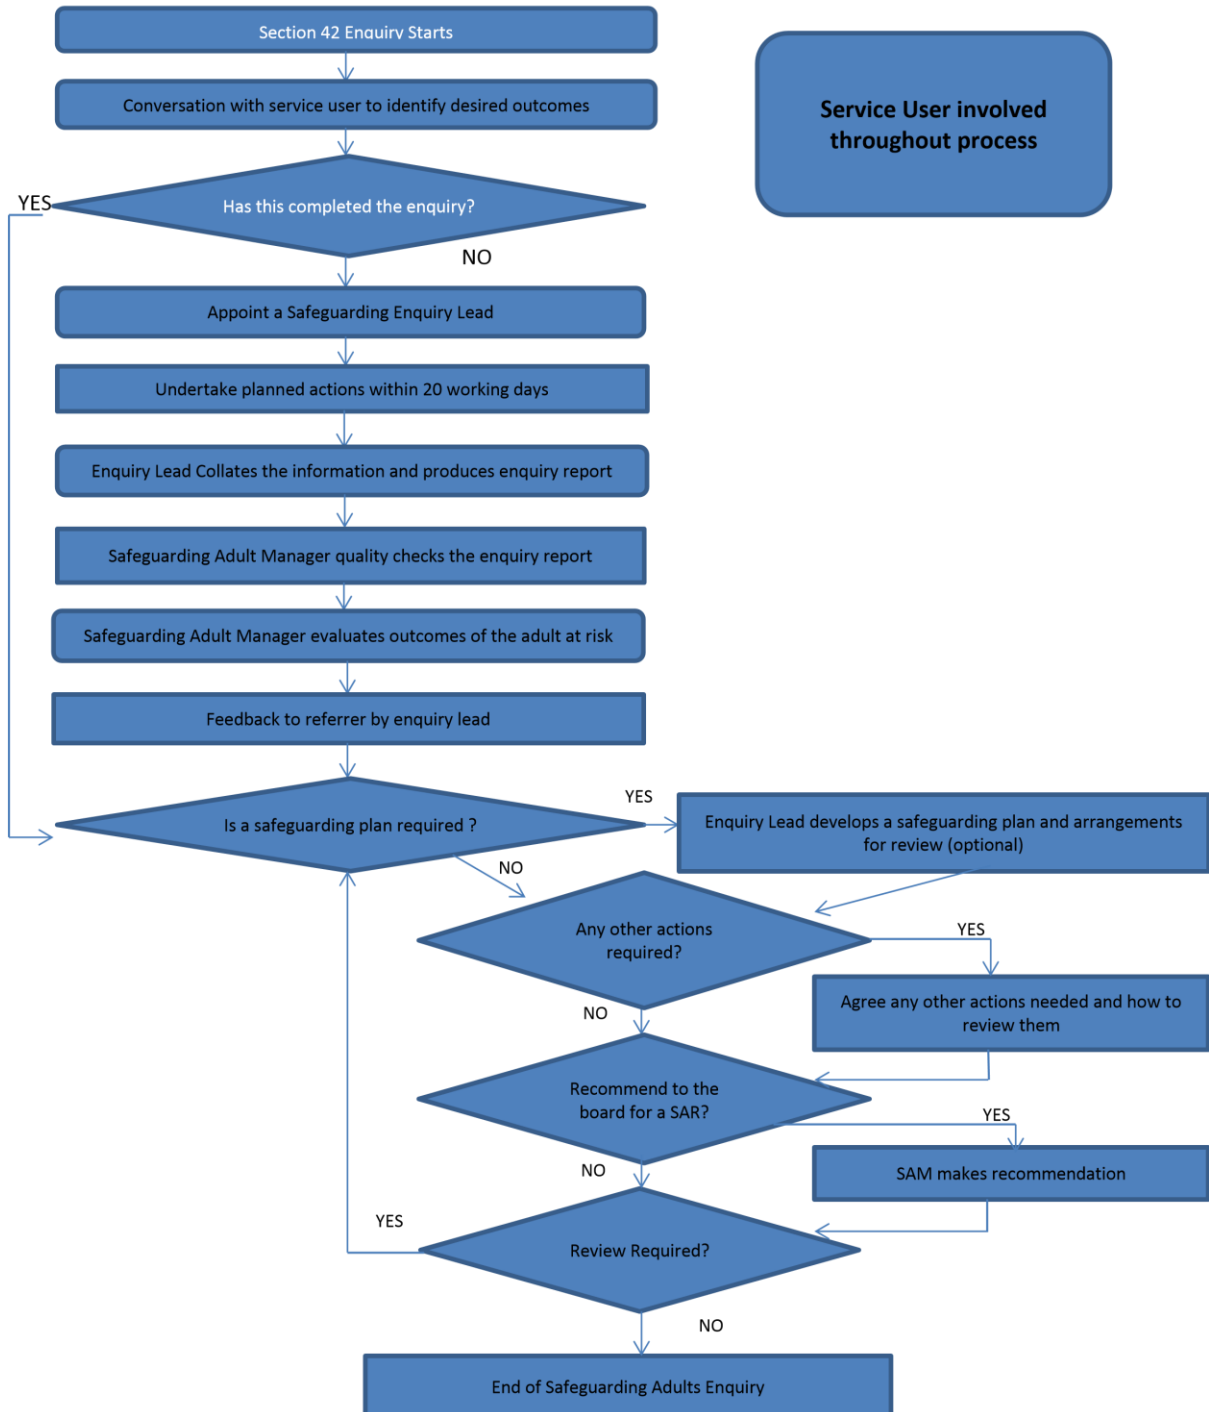 Section 42 Enquiry Starts
Service User involved
throughout process
Conversation with service user to identify desired outcomes
YES
Has this completed the enquiry?
NO
Appoint a Safeguarding Enquiry Lead
Undertake planned actions within 20 working days
Enquiry Lead Collates the information and produces enquiry report
Safeguarding Adult Manager quality checks the enquiry report
Safeguarding Adult Manager evaluates outcomes of the adult at risk
Feedback to referrer by enquiry lead
Is a safeguarding plan required ?
YES
Enquiry Lead develops a safeguarding plan and arrangements
for review (optional)
NO
Any other actions
required?
YES
Agree any other actions needed and how to
review them
NO
Recommend to the
board for a SAR?
YES
SAM makes recommendation
NO
Review Required?
YES
NO
End of Safeguarding Adults Enquiry